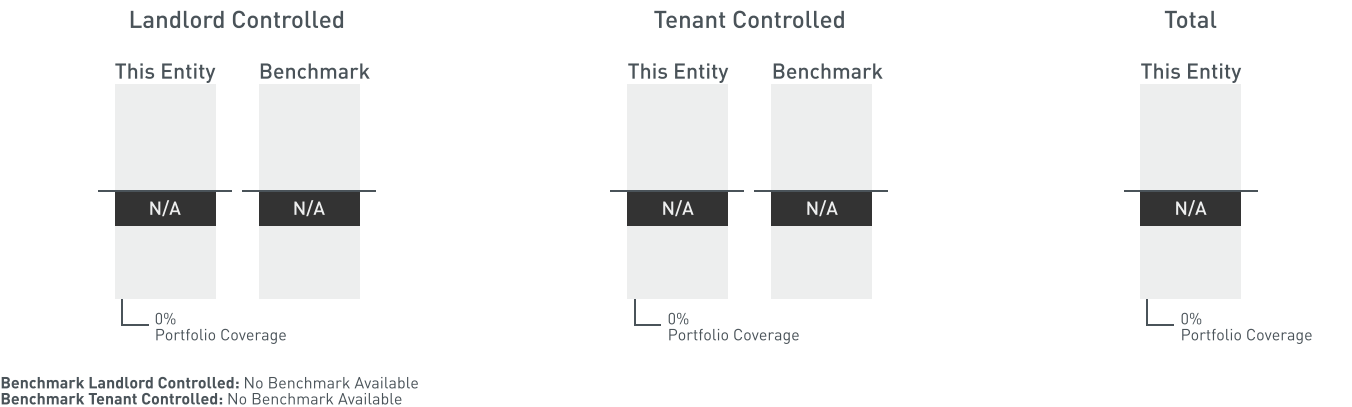 Landlord Controlled
Tenant Controlled
Total
This Entity
Benchmark
This Entity
Benchmark
This Entity
N/A
N/A
N/A
N/A
N/A
0%
Portfolio Coverage
0%
Portfolio Coverage
0%
Portfolio Coverage
Benchmark Landlord Controlled: No Benchmark Available
Benchmark Tenant Controlled: No Benchmark Available